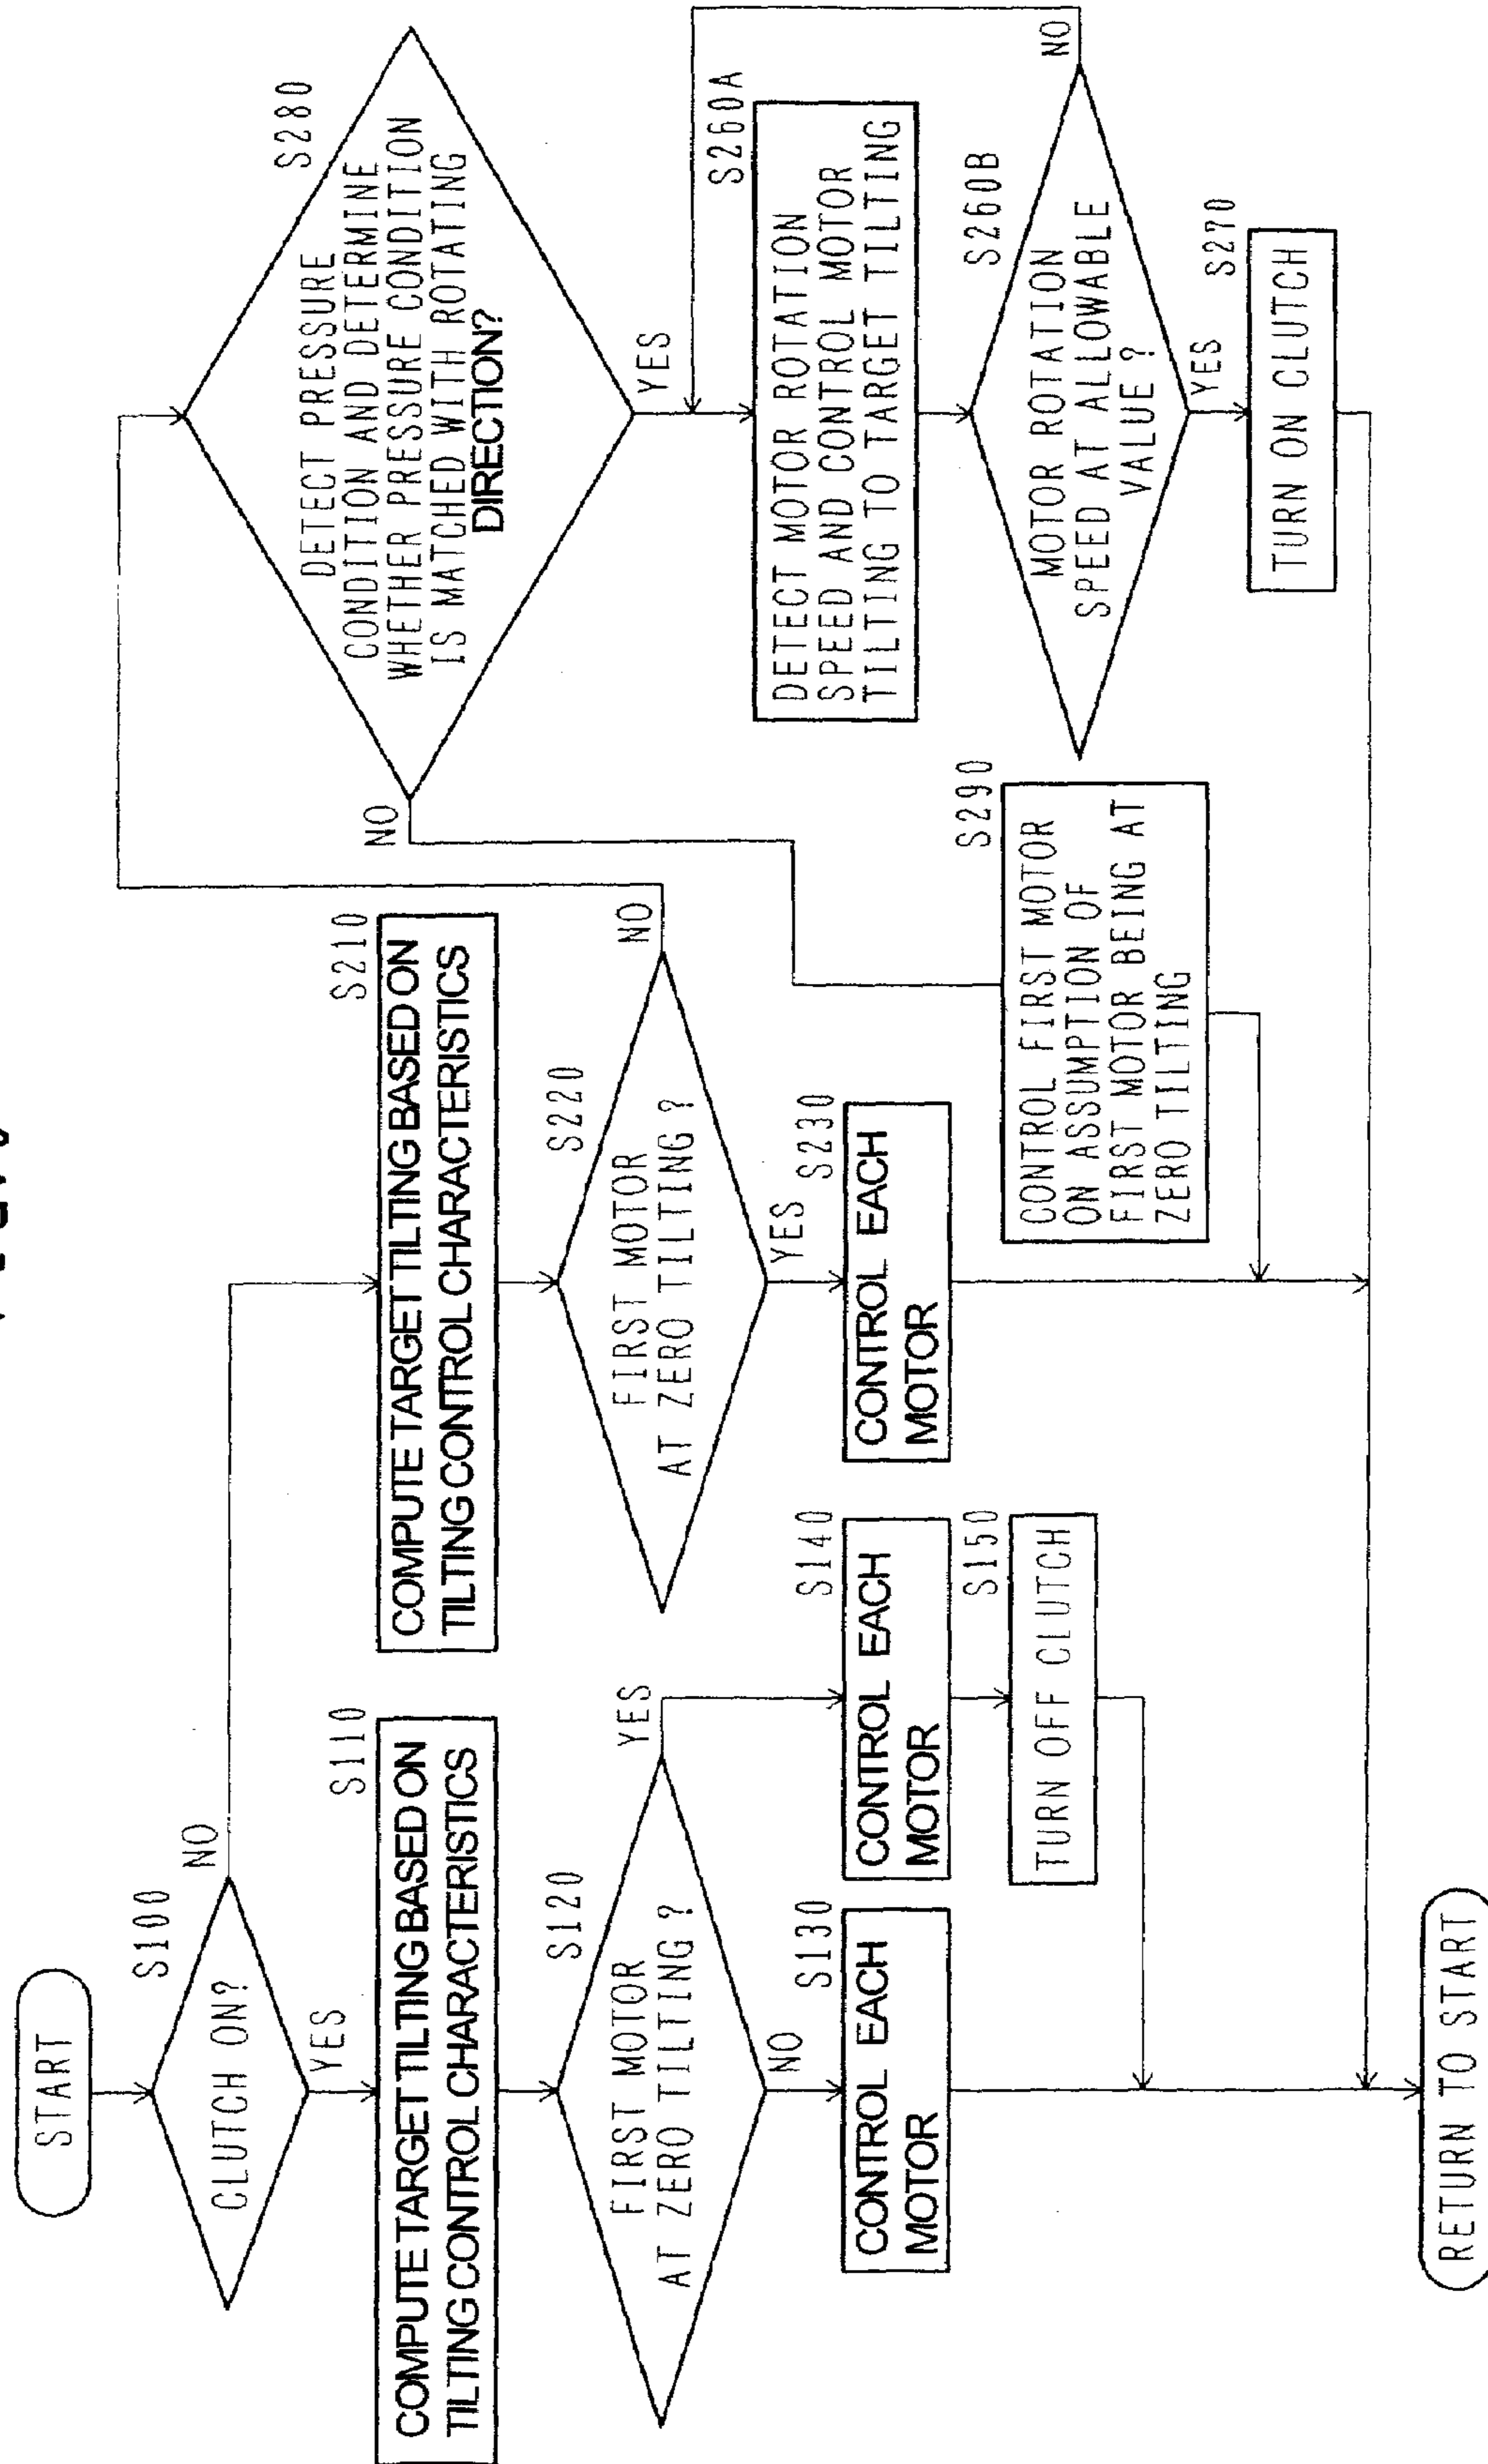 START
S100
CLUTCH ON?
NO
YES
S110
COMPUTE TARGET TILTING BASED ON
TILTING CONTROL CHARACTERISTICS
S120
FIRST MOTOR
AT ZERO TILTING ?
YES
NO
S130
CONTROL EACH
MOTOR
S140
CONTROL EACH
MOTOR
S150
TURN OFF CLUTCH
S210
COMPUTE TARGET TILTING BASED ON
TILTING CONTROL CHARACTERISTICS
S220
FIRST MOTOR
AT ZERO TILTING ?
NO
YES
S230
CONTROL EACH
MOTOR
S280
DETECT PRESSURE
CONDITION AND DETERMINE
WHETHER PRESSURE CONDITION
IS MATCHED WITH ROTATING
DIRECTION?
NO
YES
S290
CONTROL FIRST MOTOR
ON ASSUMPTION OF
FIRST MOTOR BEING AT
ZERO TILTING
S260A
DETECT MOTOR ROTATION
SPEED AND CONTROL MOTOR
TILTING TO TARGET TILTING
S260B
MOTOR ROTATION
SPEED AT ALLOWABLE
VALUE ?
NO
YES
S270
TURN ON CLUTCH
RETURN TO START